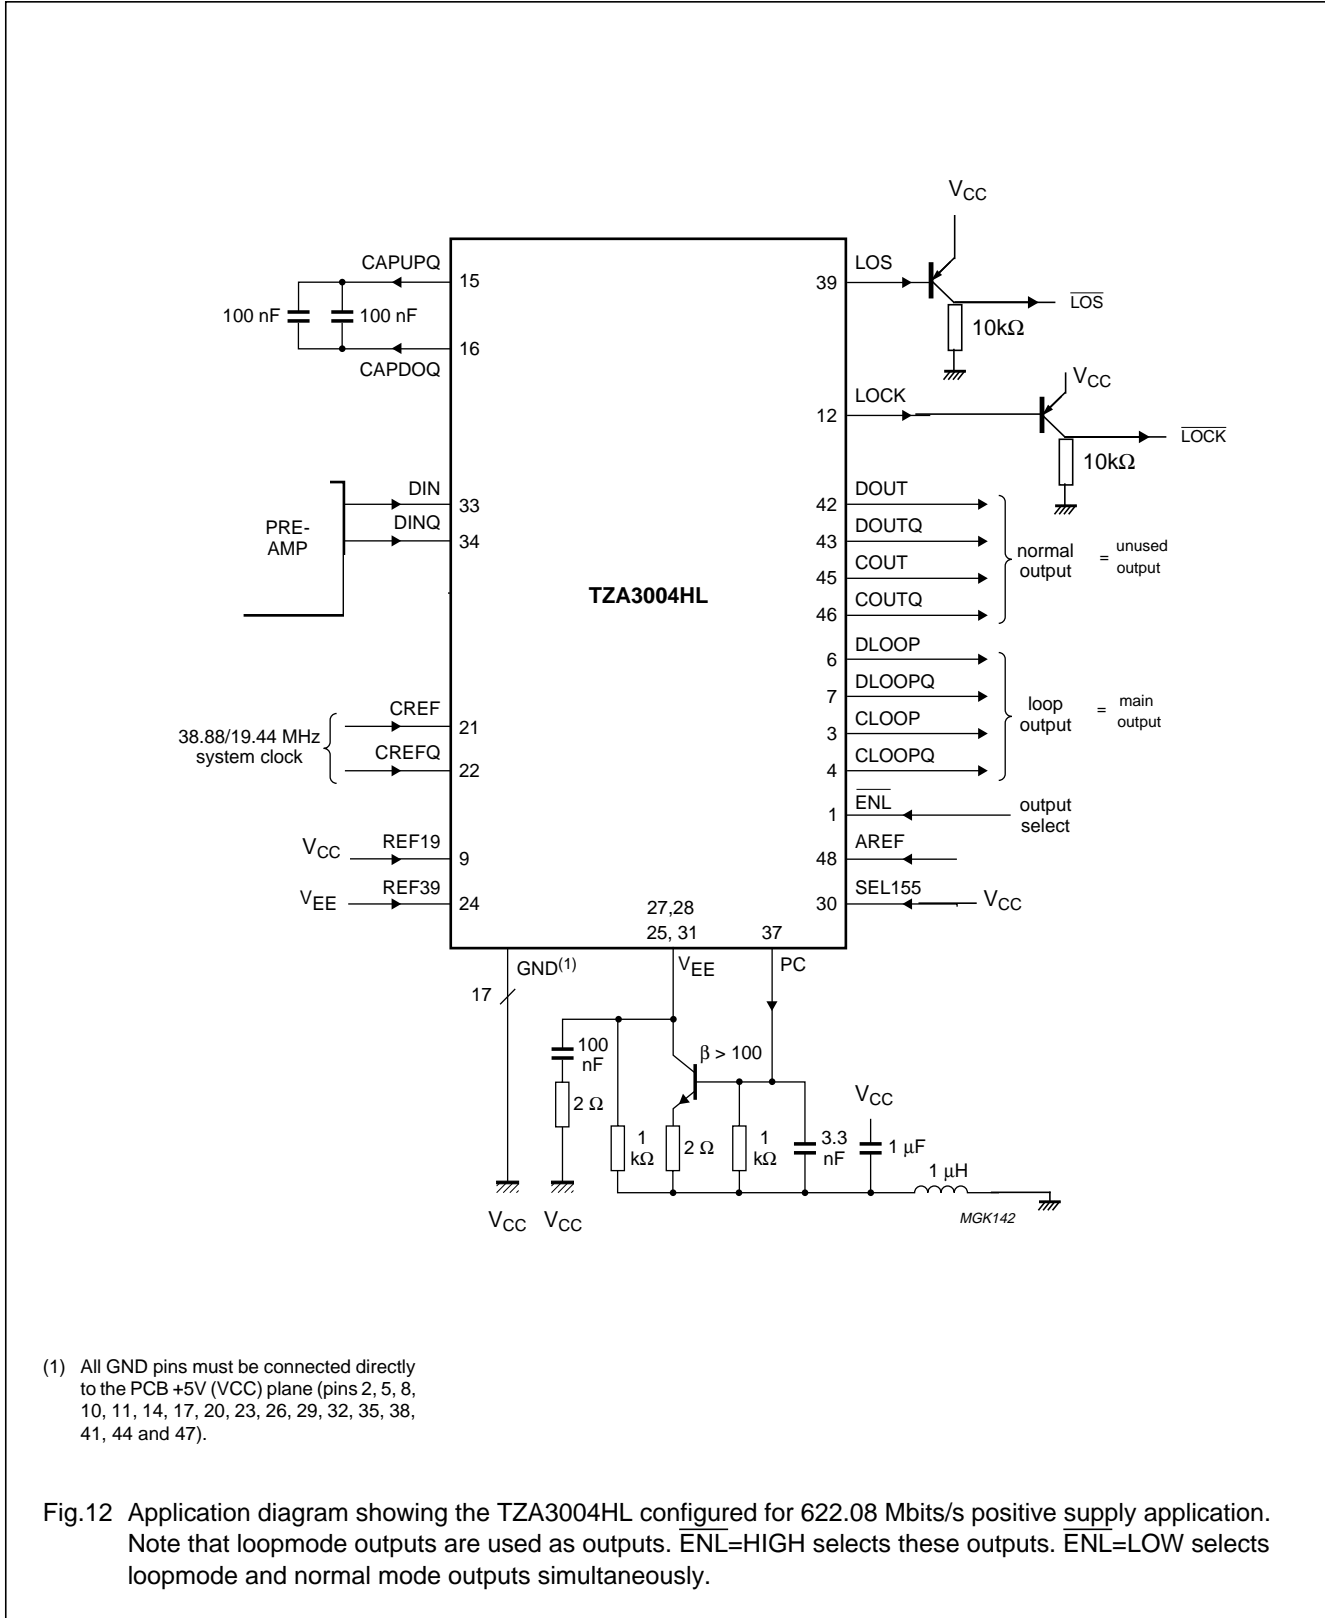 VCC
CAPUPQ
15
100 nF
100 nF
16
CAPDOQ
LOS
39
LOS
10kΩ
VCC
LOCK
12
LOCK
10kΩ
PRE-
AMP
DIN
33
DINQ
34
TZA3004HL
DOUT
42
DOUTQ
43
COUT
45
COUTQ
46
normal
output
=
unused
output
DLOOP
6
DLOOPQ
7
CLOOP
3
CLOOPQ
4
loop
output
=
main
output
38.88/19.44 MHz
system clock
CREF
21
CREFQ
22
ENL
1
output
select
VCC
REF19
9
AREF
48
VEE
REF39
24
SEL155
30
VCC
27,28
25, 31
37
GND(1)
17
VEE
PC
100
nF
2 Ω
β > 100
1
kΩ
2 Ω
1
kΩ
3.3
nF
VCC
1 μF
1 μH
VCC
VCC
MGK142
(1) All GND pins must be connected directly
to the PCB +5V (VCC) plane (pins 2, 5, 8,
10, 11, 14, 17, 20, 23, 26, 29, 32, 35, 38,
41, 44 and 47).
Fig.12 Application diagram showing the TZA3004HL configured for 622.08 Mbits/s positive supply application.
Note that loopmode outputs are used as outputs. ENL=HIGH selects these outputs. ENL=LOW selects
loopmode and normal mode outputs simultaneously.